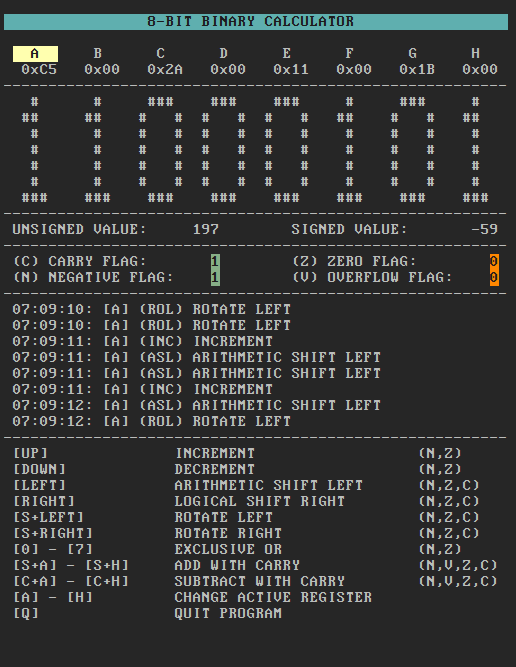 8-BIT BINARY CALCULATOR
A B C D E F G H
0xC5 0x00 0x2A 0x00 0x11 0x00 0x1B 0x00
# # ### ### ### # ### #
## ## # # # # # # ## # # ##
# # # # # # # # # # # #
# # # # # # # # # # # #
# # # # # # # # # # # #
# # # # # # # # # # # #
### ### ### ### ### ### ### ###
UNSIGNED VALUE: 197 SIGNED VALUE: -59
(C) CARRY FLAG: 1 (Z) ZERO FLAG: 0
(N) NEGATIVE FLAG: 1 (V) OVERFLOW FLAG: 0
07:09:10: [A] (ROL) ROTATE LEFT
07:09:10: [A] (ROL) ROTATE LEFT
07:09:11: [A] (INC) INCREMENT
07:09:11: [A] (ASL) ARITHMETIC SHIFT LEFT
07:09:11: [A] (ASL) ARITHMETIC SHIFT LEFT
07:09:11: [A] (INC) INCREMENT
07:09:12: [A] (ASL) ARITHMETIC SHIFT LEFT
07:09:12: [A] (ROL) ROTATE LEFT
[UP] INCREMENT (N,Z)
[DOWN] DECREMENT (N,Z)
[LEFT] ARITHMETIC SHIFT LEFT (N,Z,C)
[RIGHT] LOGICAL SHIFT RIGHT (N,Z,C)
[S+LEFT] ROTATE LEFT (N,Z,C)
[S+RIGHT] ROTATE RIGHT (N,Z,C)
[0] - [7] EXCLUSIVE OR (N,Z)
[S+A] - [S+H] ADD WITH CARRY (N,V,Z,C)
[C+A] - [C+H] SUBTRACT WITH CARRY (N,V,Z,C)
[A] - [H] CHANGE ACTIVE REGISTER
[Q] QUIT PROGRAM